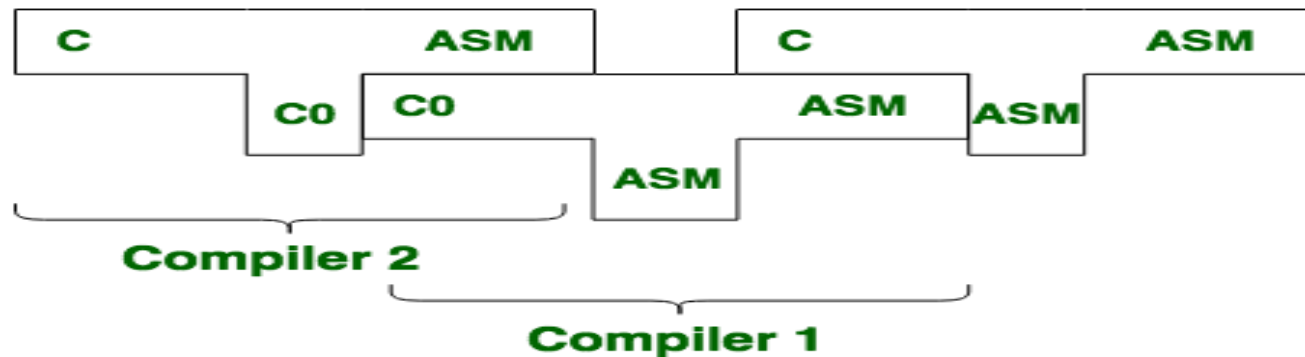 C ASM C ASM
C0 C0 ASM ASM
ASM
Compiler 2
Compiler 1